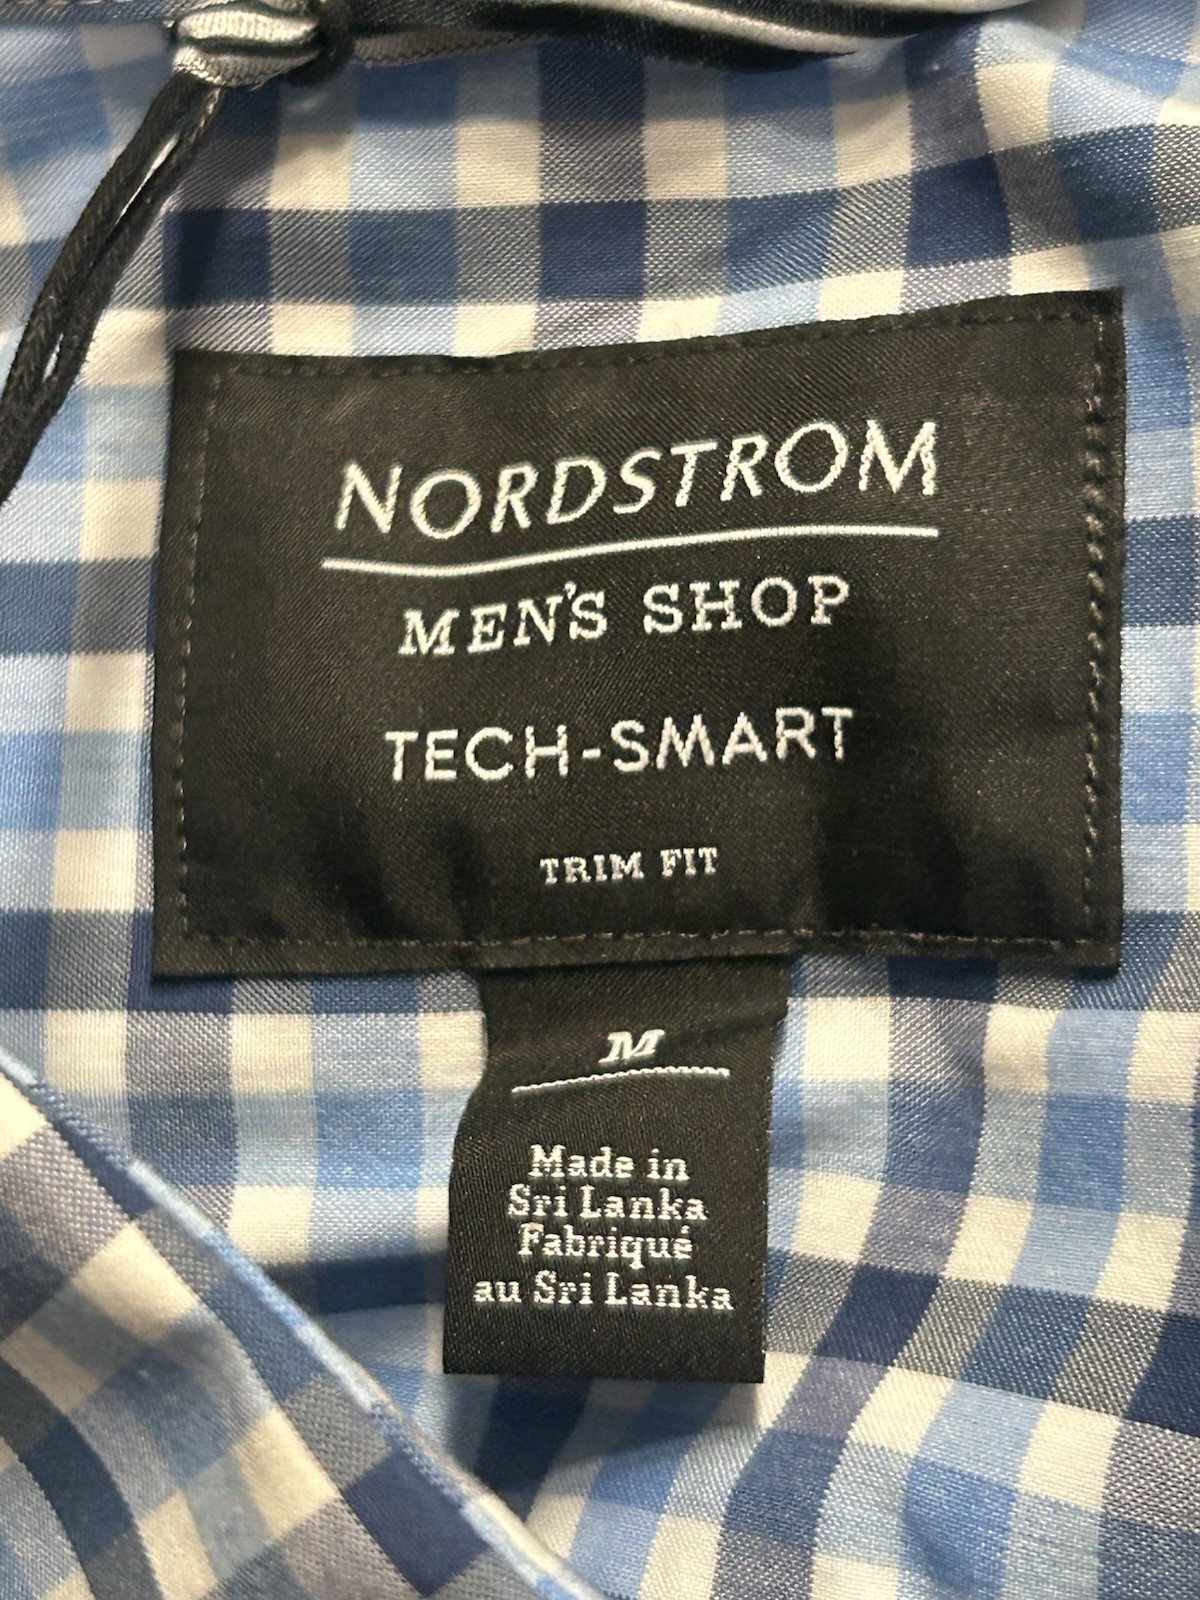 NORDSTROM
MEN'S SHOP
TECH-SMART
TRIM FIT
M
Made in
Sri Lanka
Fabriqué
au Sri Lanka